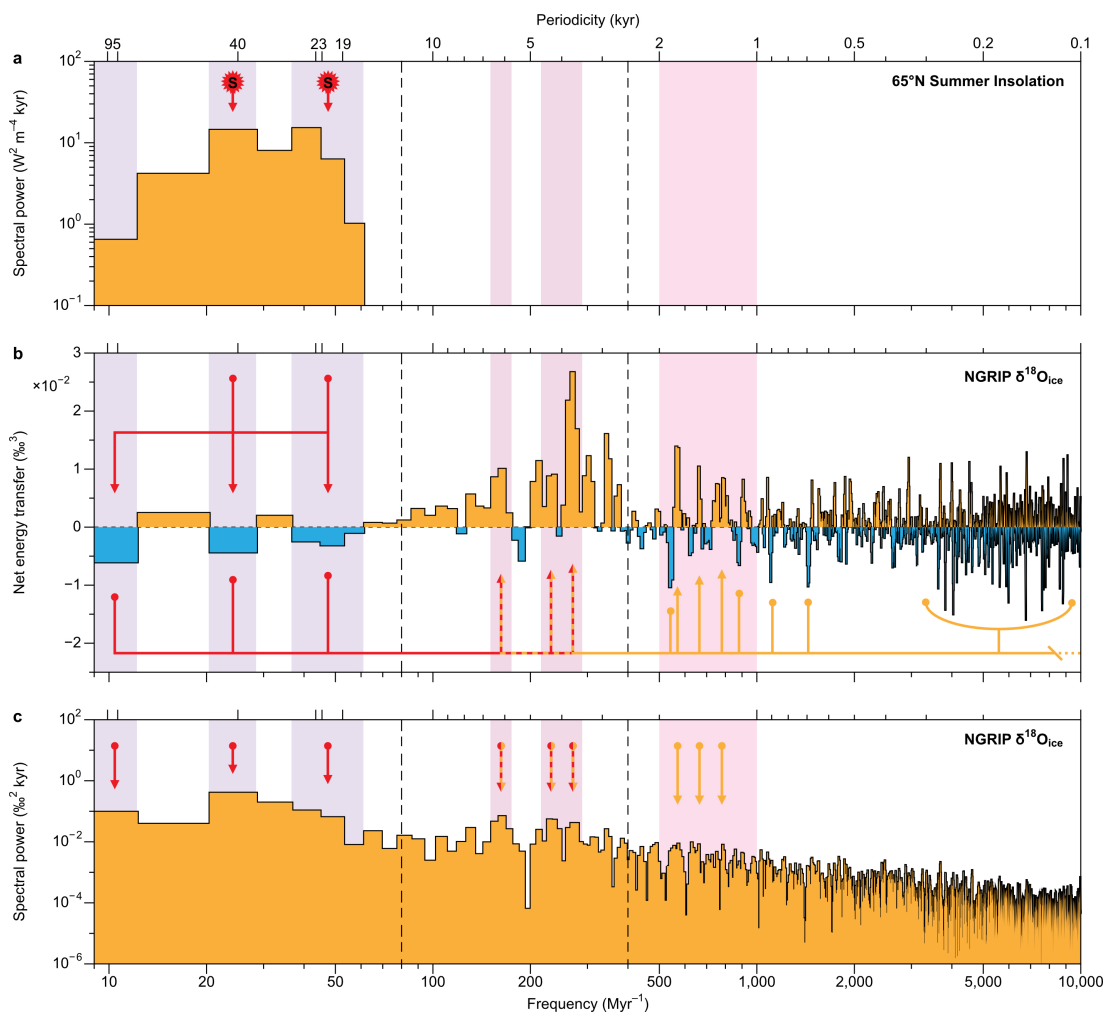 Periodicity (kyr)
95 40 23 19 10 5 2 1 0.5 0.2 0.1
a
10² 10¹ 10⁰ 10⁻¹
Spectral power (W² m⁻⁴ kyr)
S S
65°N Summer Insolation
b
3 2 1 0 −1 −2
×10⁻²
Net energy transfer (‰³)
NGRIP δ¹⁸Oice
c
10² 10⁰ 10⁻² 10⁻⁴ 10⁻⁶
Spectral power (‰² kyr)
NGRIP δ¹⁸Oice
10 20 50 100 200 500 1,000 2,000 5,000 10,000
Frequency (Myr⁻¹)